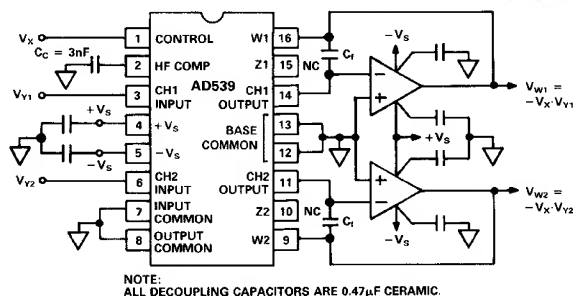 VX
CC = 3nF
VY1
+VS
−VS
VY2
1 CONTROL
2 HF COMP
3 CH1 INPUT
4 +VS
5 −VS
6 CH2 INPUT
7 INPUT COMMON
8 OUTPUT COMMON
AD539
W1 16
Z1 15 NC
CH1 OUTPUT 14
BASE COMMON 13
12
CH2 OUTPUT 11
Z2 10 NC
W2 9
Cf
Cf
−VS
−
+
+VS
+
−
−VS
VW1 = −VX·VY1
VW2 = −VX·VY2
NOTE:
ALL DECOUPLING CAPACITORS ARE 0.47µF CERAMIC.